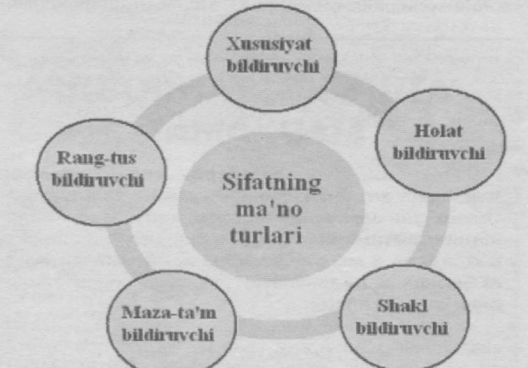 Xususiyat
bildiruvchi
Holat
bildiruvchi
Rang-tus
bildiruvchi
Sifatning
ma'no
turlari
Maza-ta'm
bildiruvchi
Shakl
bildiruvchi